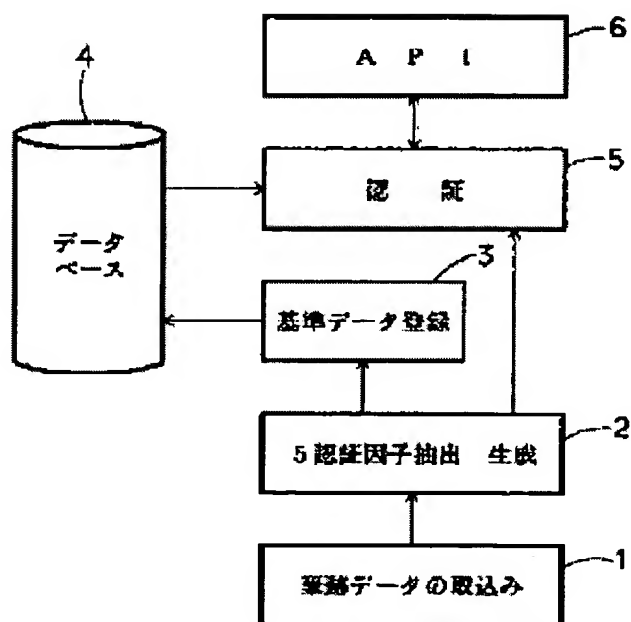 6
A P I
4
5
認 証
データ
ベース
3
基準データ登録
2
5認証因子抽出 生成
1
筆跡データの取込み